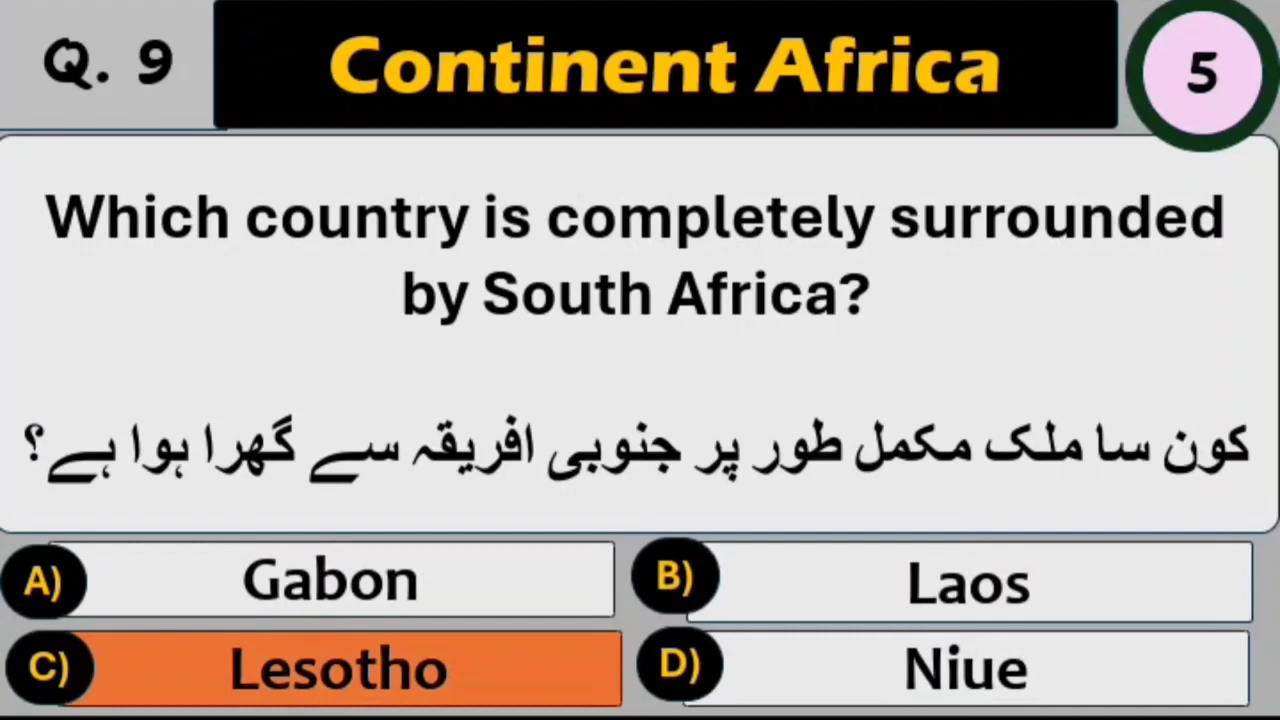 Q. 9
Continent Africa
5
Which country is completely surrounded
by South Africa?
کون سا ملک مکمل طور پر جنوبی افریقہ سے گھرا ہوا ہے؟
A) Gabon
B) Laos
C) Lesotho
D) Niue